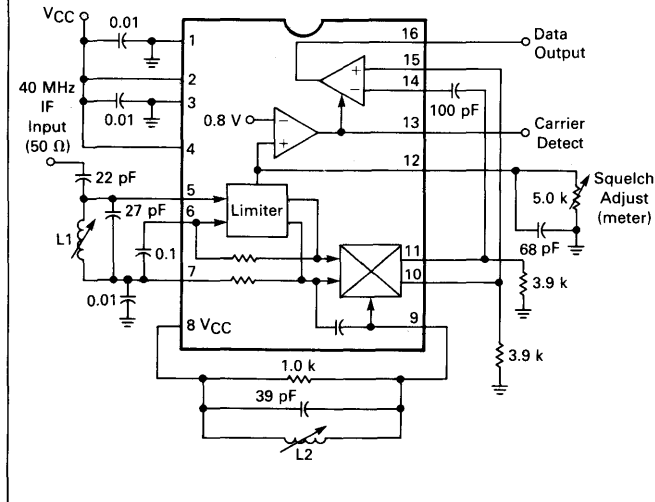 VCC
0.01
1
2
3
0.01
4
40 MHz
IF
Input
(50 Ω)
22 pF
5
6
27 pF
L1
0.1
7
0.01
8 VCC
16
Data
Output
15
14
100 pF
13
Carrier
Detect
0.8 V
+
−
−
+
12
Squelch
Adjust
(meter)
5.0 k
68 pF
Limiter
11
10
3.9 k
9
3.9 k
1.0 k
39 pF
L2